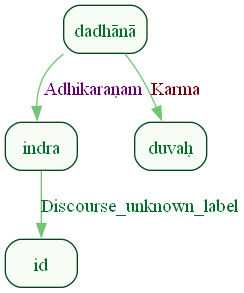 dadhānā
Adhikaraṇam Karma
indra duvaḥ
Discourse_unknown_label
id